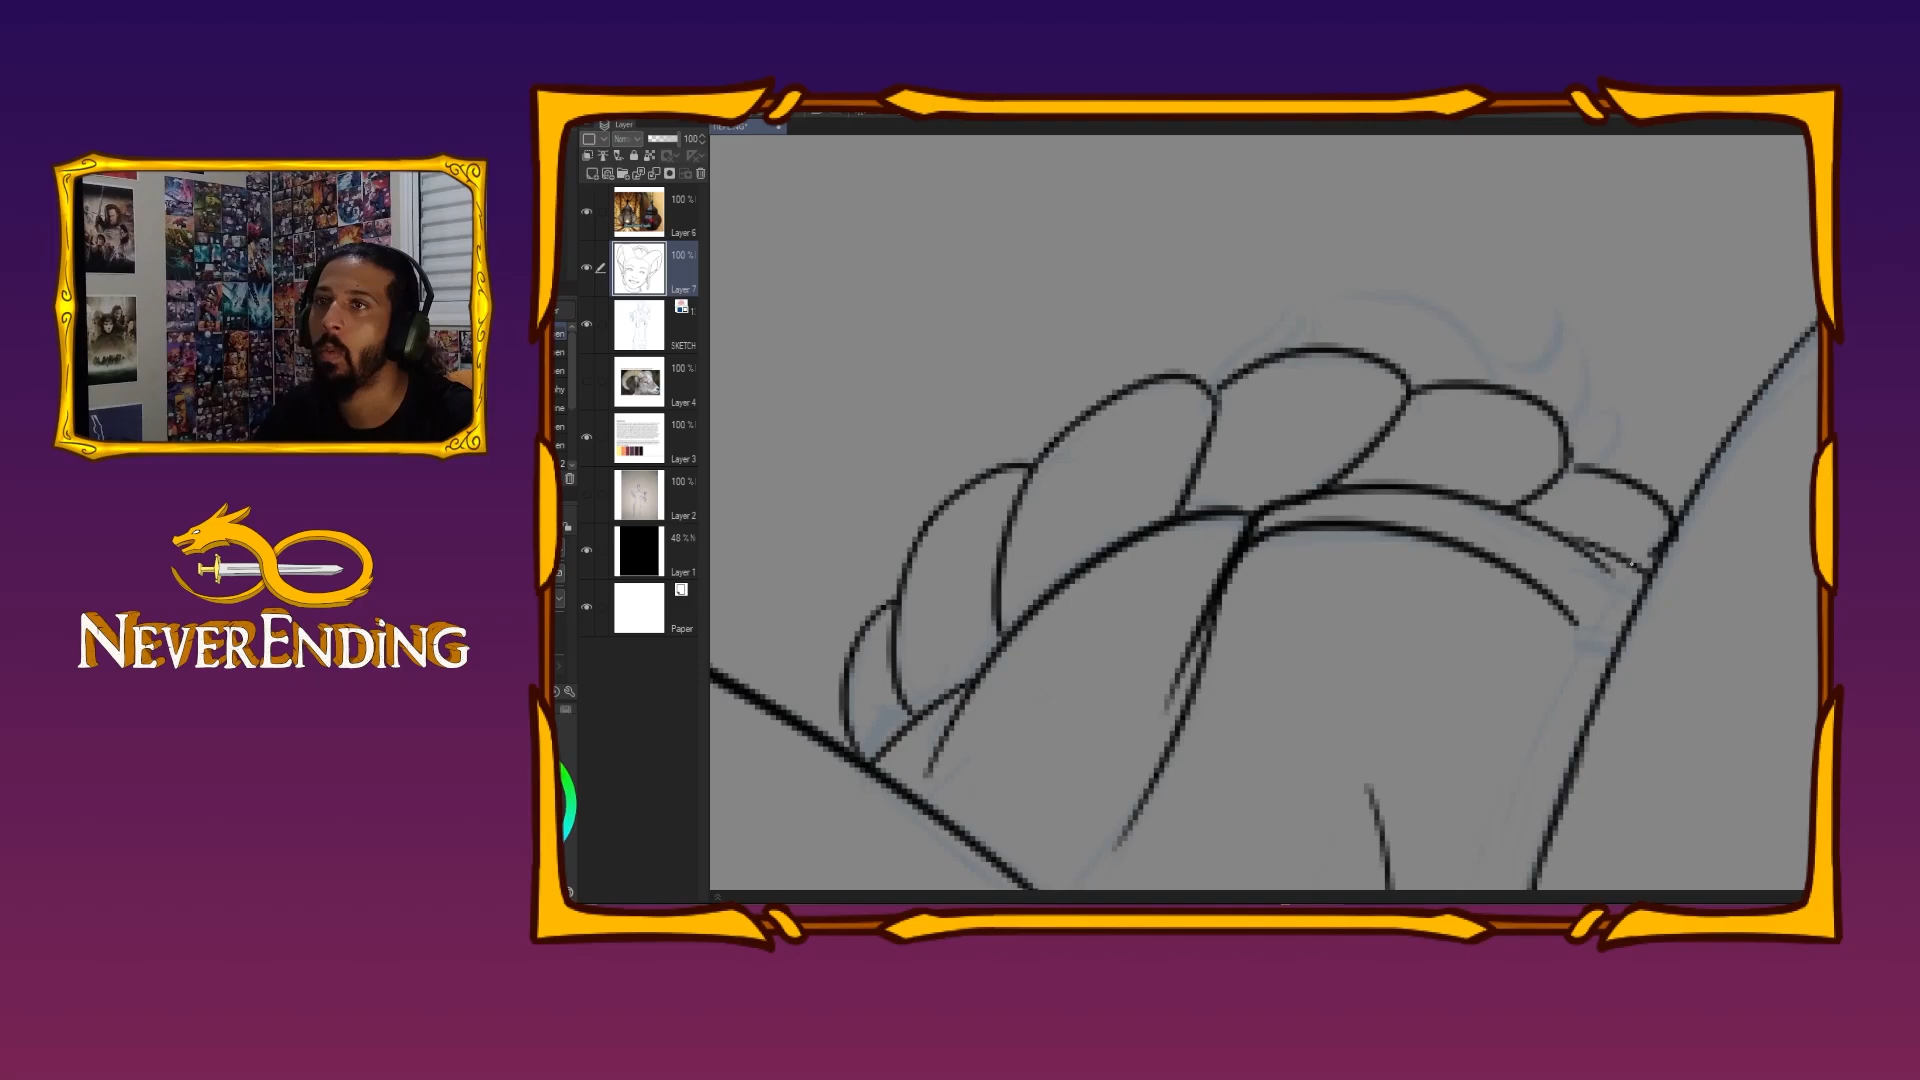 Layer
100
100 %
Layer 6
100 %
Layer 7
SKETCH
100 %
Layer 4
100 %
Layer 3
100 %
Layer 2
48 %
Layer 1
Paper
NEVERENDING